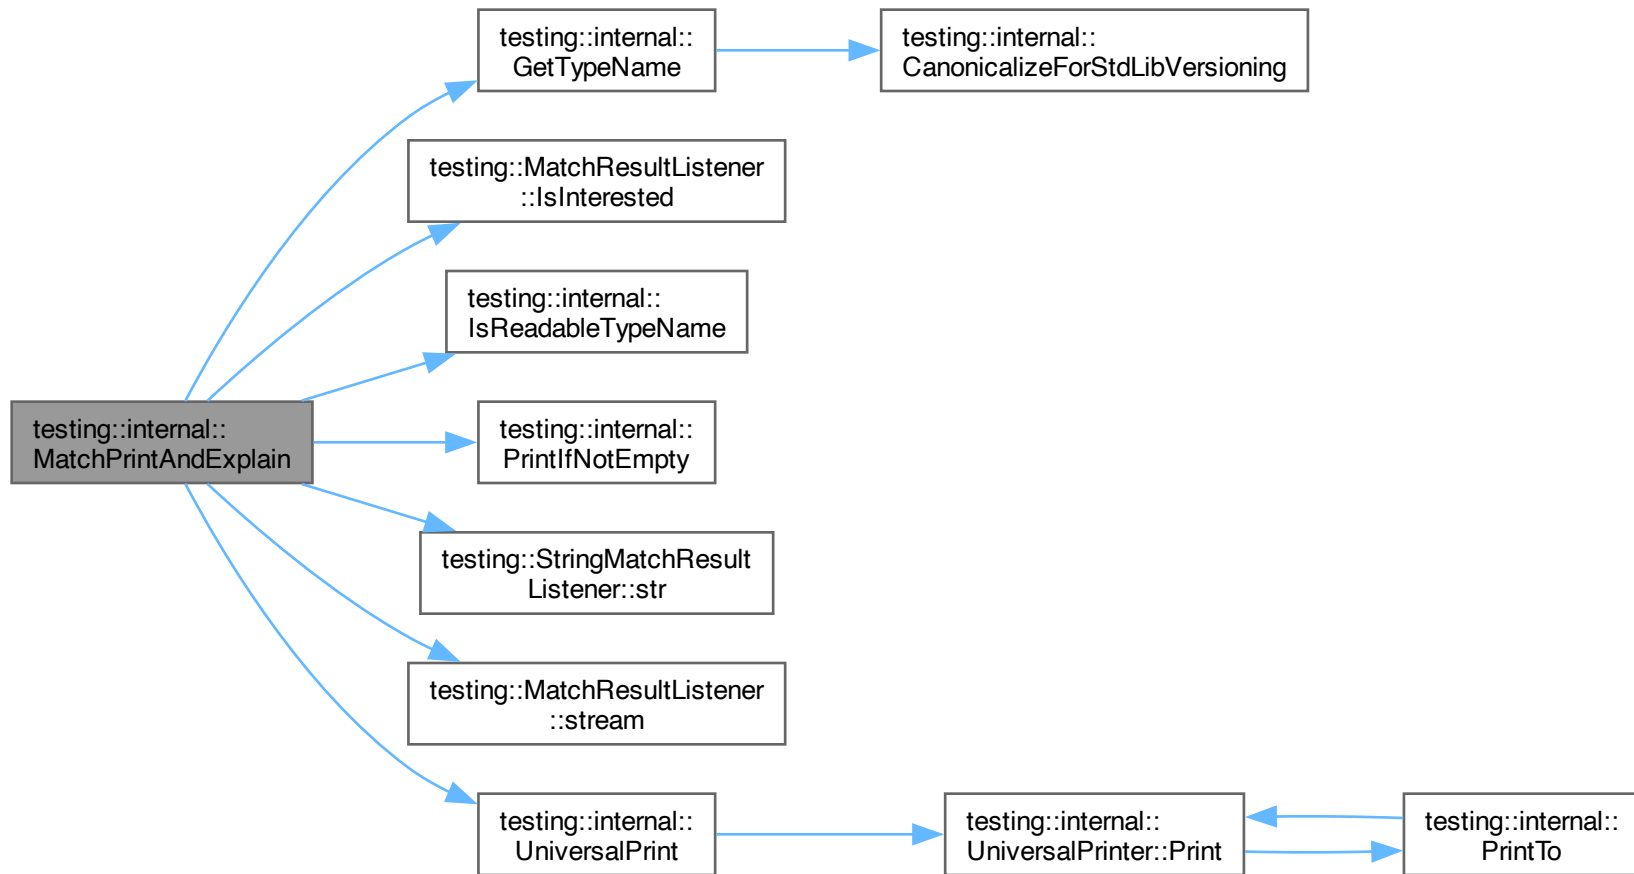 testing::internal::
GetTypeName
testing::internal::
CanonicalizeForStdLibVersioning
testing::MatchResultListener
::IsInterested
testing::internal::
IsReadableTypeName
testing::internal::
MatchPrintAndExplain
testing::internal::
PrintIfNotEmpty
testing::StringMatchResult
Listener::str
testing::MatchResultListener
::stream
testing::internal::
UniversalPrint
testing::internal::
UniversalPrinter::Print
testing::internal::
PrintTo